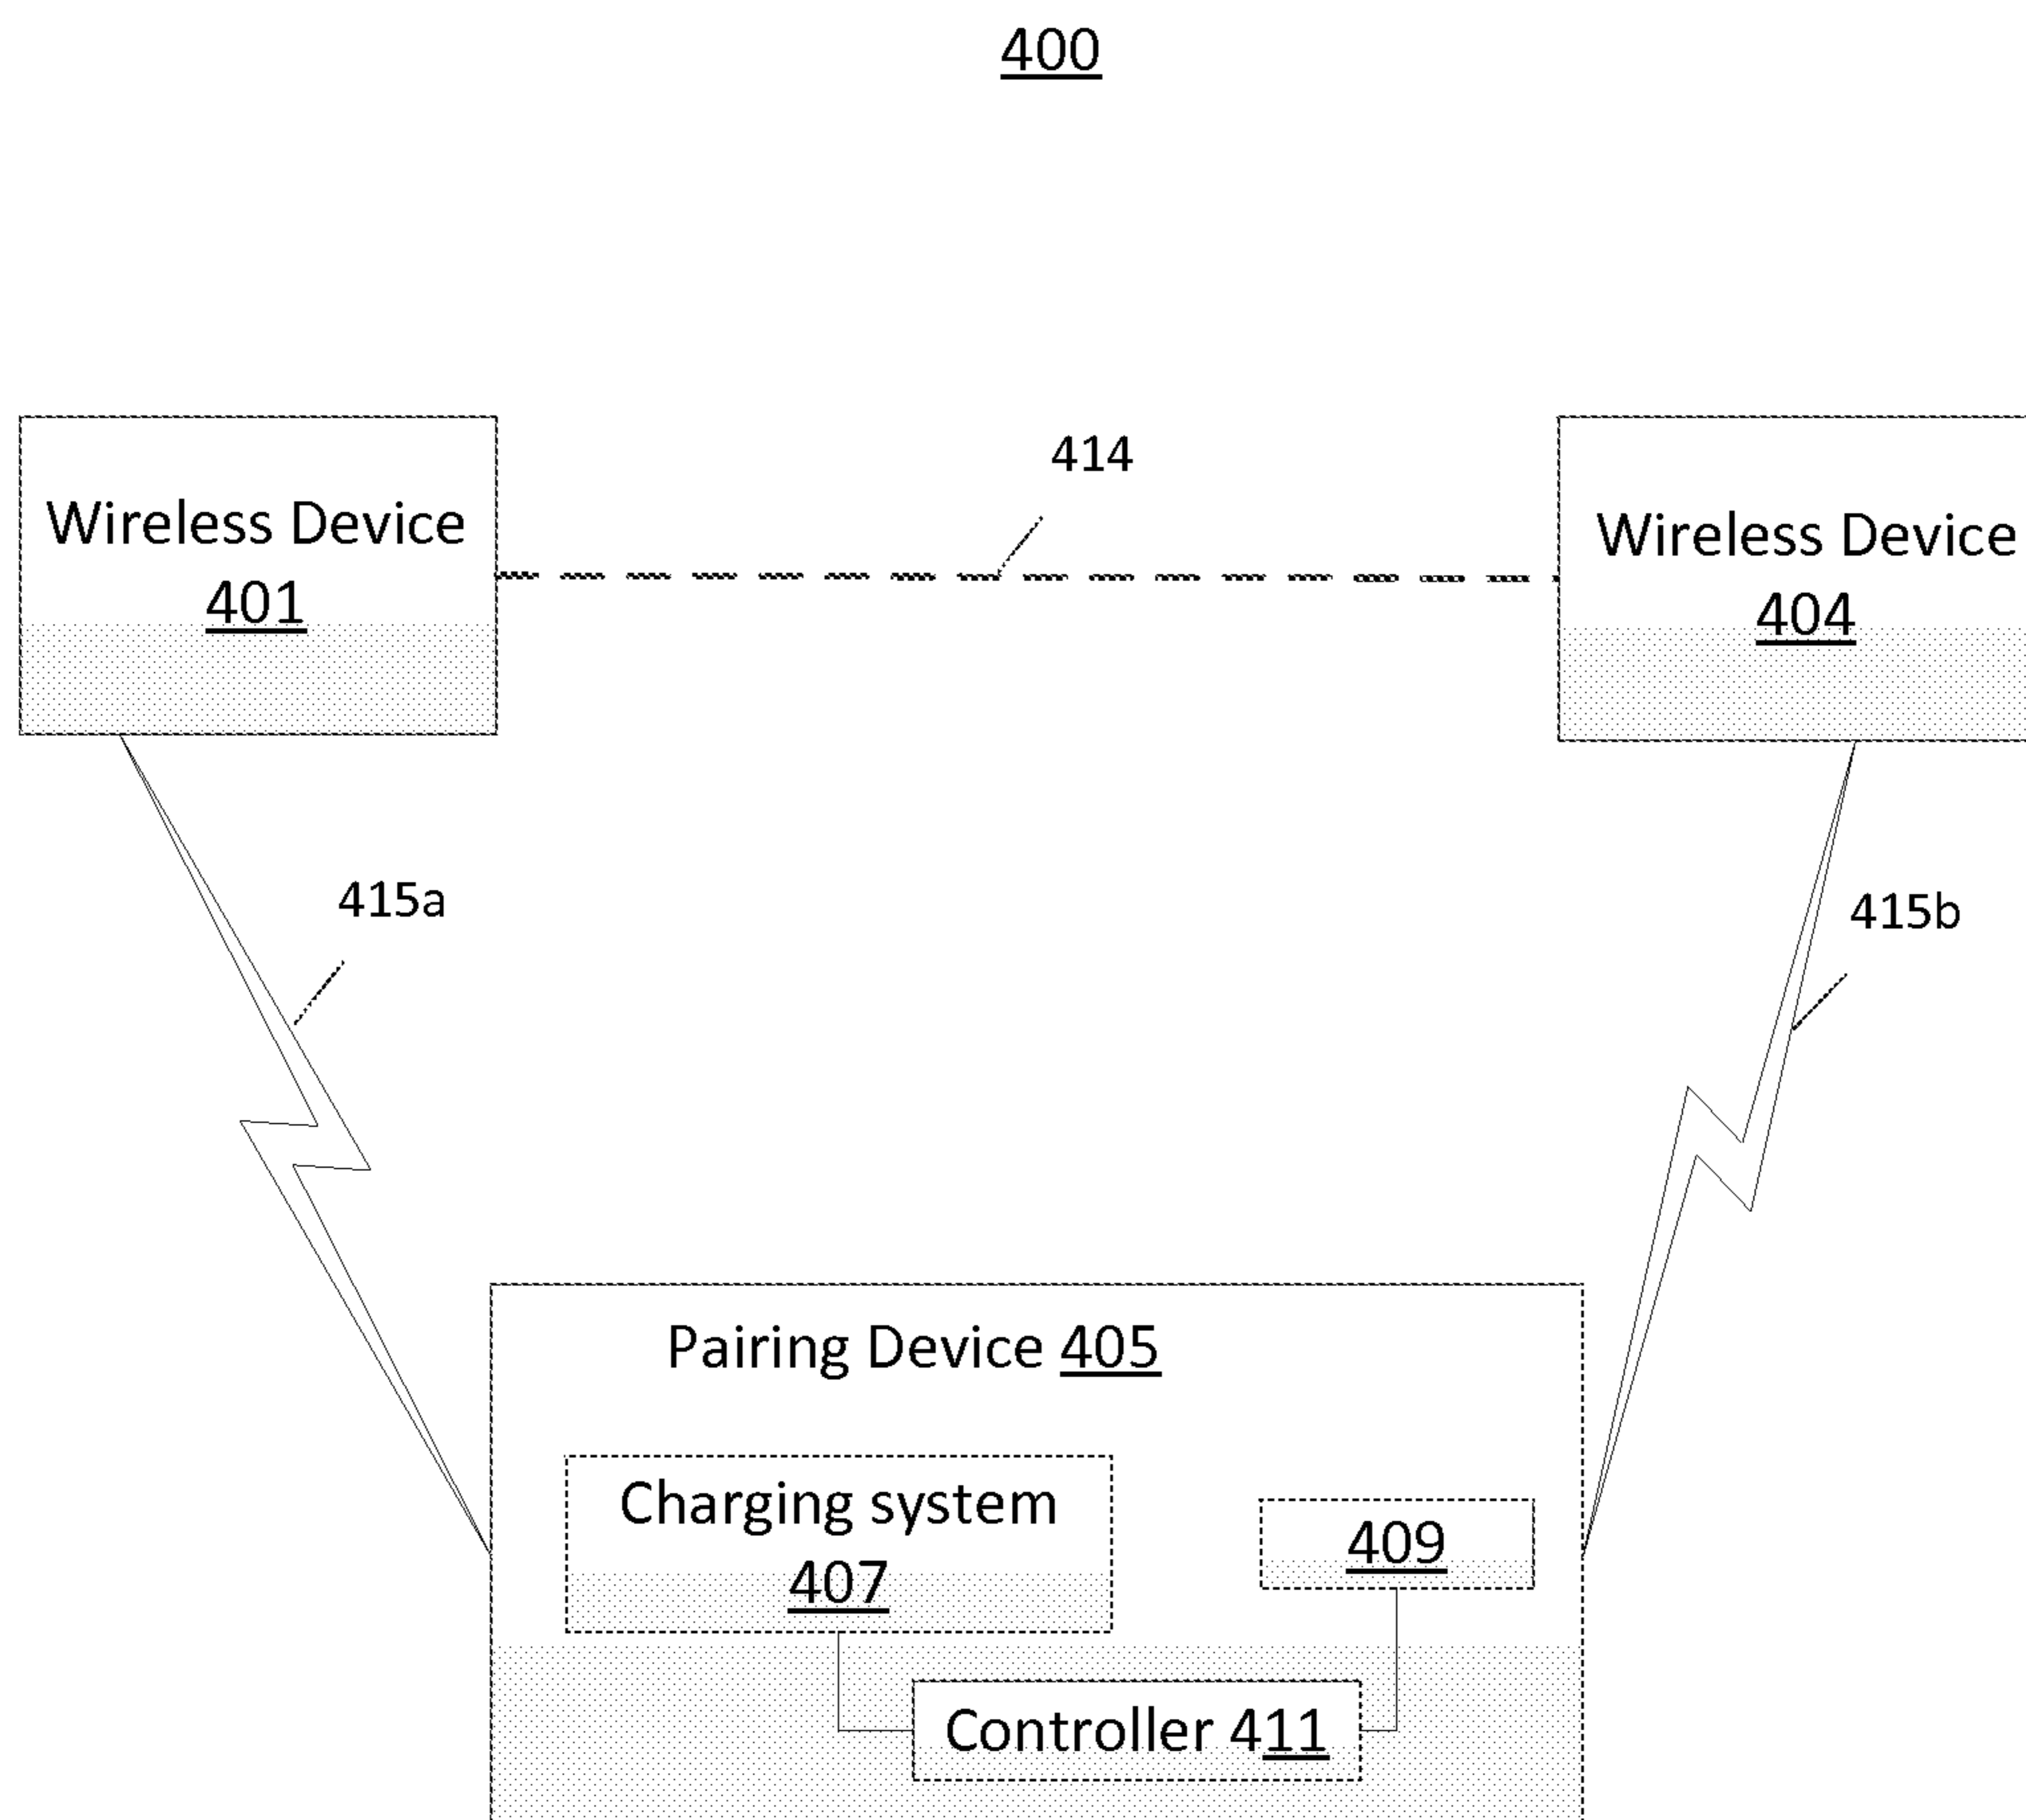 400
414
Wireless Device
401
Wireless Device
404
415a
415b
Pairing Device 405
Charging system
407
409
Controller 411